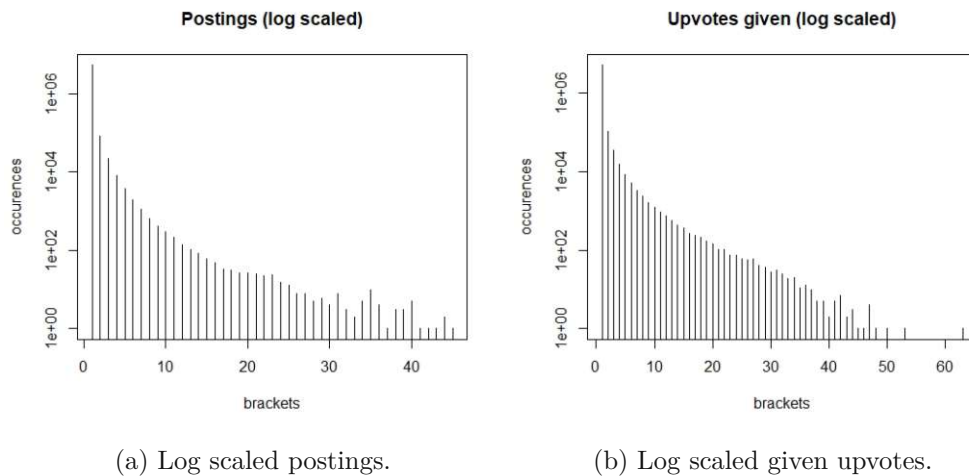 Postings (log scaled)
occurences
1e+06
1e+04
1e+02
1e+00
0 10 20 30 40
brackets
(a) Log scaled postings.
Upvotes given (log scaled)
occurences
1e+06
1e+04
1e+02
1e+00
0 10 20 30 40 50 60
brackets
(b) Log scaled given upvotes.